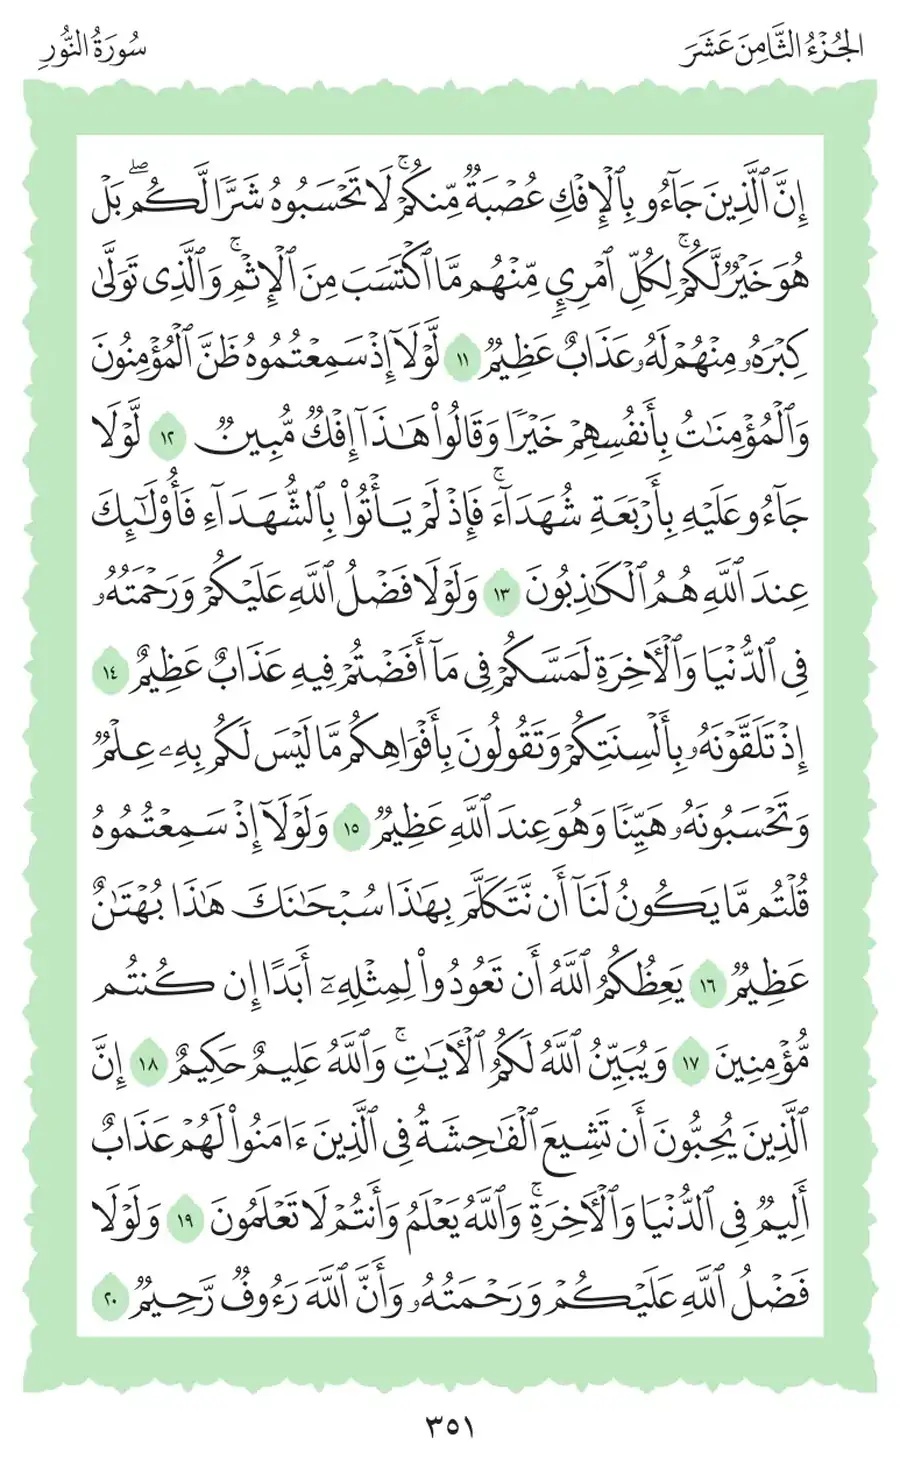 الجُزْءُ الثَّامِنَ عَشَرَ
سُورَةُ النُّورِ
إِنَّ ٱلَّذِينَ جَآءُو بِٱلْإِفْكِ عُصْبَةٌ مِّنكُمْۚ لَا تَحْسَبُوهُ شَرًّا لَّكُمۖ بَلْ
هُوَ خَيْرٌ لَّكُمْۚ لِكُلِّ ٱمْرِئٍ مِّنْهُم مَّا ٱكْتَسَبَ مِنَ ٱلْإِثْمِۚ وَٱلَّذِى تَوَلَّىٰ
كِبْرَهُۥ مِنْهُمْ لَهُۥ عَذَابٌ عَظِيمٌ ١١ لَّوْلَآ إِذْ سَمِعْتُمُوهُ ظَنَّ ٱلْمُؤْمِنُونَ
وَٱلْمُؤْمِنَـٰتُ بِأَنفُسِهِمْ خَيْرًا وَقَالُوا۟ هَـٰذَآ إِفْكٌ مُّبِينٌ ١٢ لَّوْلَا
جَآءُو عَلَيْهِ بِأَرْبَعَةِ شُهَدَآءَۚ فَإِذْ لَمْ يَأْتُوا۟ بِٱلشُّهَدَآءِ فَأُو۟لَـٰٓئِكَ
عِندَ ٱللَّهِ هُمُ ٱلْكَـٰذِبُونَ ١٣ وَلَوْلَا فَضْلُ ٱللَّهِ عَلَيْكُمْ وَرَحْمَتُهُۥ
فِى ٱلدُّنْيَا وَٱلْـَٔاخِرَةِ لَمَسَّكُمْ فِى مَآ أَفَضْتُمْ فِيهِ عَذَابٌ عَظِيمٌ ١٤
إِذْ تَلَقَّوْنَهُۥ بِأَلْسِنَتِكُمْ وَتَقُولُونَ بِأَفْوَاهِكُم مَّا لَيْسَ لَكُم بِهِۦ عِلْمٌ
وَتَحْسَبُونَهُۥ هَيِّنًا وَهُوَ عِندَ ٱللَّهِ عَظِيمٌ ١٥ وَلَوْلَآ إِذْ سَمِعْتُمُوهُ
قُلْتُم مَّا يَكُونُ لَنَآ أَن نَّتَكَلَّمَ بِهَـٰذَا سُبْحَـٰنَكَ هَـٰذَا بُهْتَـٰنٌ
عَظِيمٌ ١٦ يَعِظُكُمُ ٱللَّهُ أَن تَعُودُوا۟ لِمِثْلِهِۦٓ أَبَدًا إِن كُنتُم
مُّؤْمِنِينَ ١٧ وَيُبَيِّنُ ٱللَّهُ لَكُمُ ٱلْـَٔايَـٰتِۚ وَٱللَّهُ عَلِيمٌ حَكِيمٌ ١٨ إِنَّ
ٱلَّذِينَ يُحِبُّونَ أَن تَشِيعَ ٱلْفَـٰحِشَةُ فِى ٱلَّذِينَ ءَامَنُوا۟ لَهُمْ عَذَابٌ
أَلِيمٌ فِى ٱلدُّنْيَا وَٱلْـَٔاخِرَةِۚ وَٱللَّهُ يَعْلَمُ وَأَنتُمْ لَا تَعْلَمُونَ ١٩ وَلَوْلَا
فَضْلُ ٱللَّهِ عَلَيْكُمْ وَرَحْمَتُهُۥ وَأَنَّ ٱللَّهَ رَءُوفٌ رَّحِيمٌ ٢٠
٣٥١